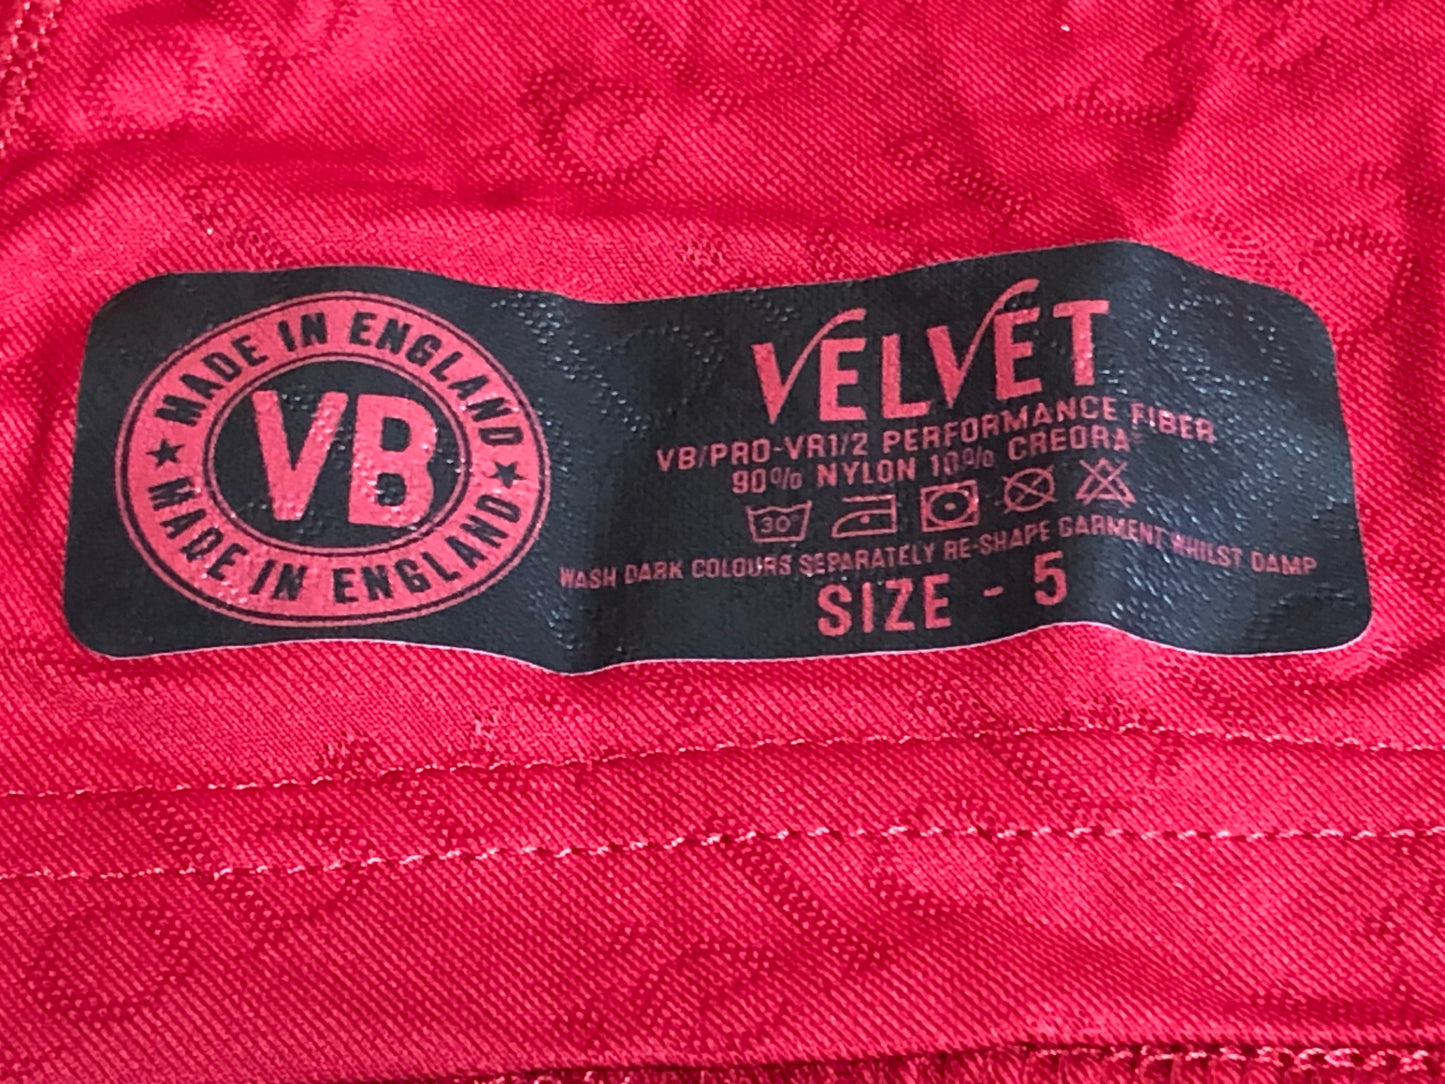 MADE IN ENGLAND
VB
MADE IN ENGLAND
VELVET
VB/PRO-VR1/2 PERFORMANCE FIBER
90% NYLON 10% CREORA
30°
WASH DARK COLOURS SEPARATELY RE-SHAPE GARMENT WHILST DAMP
SIZE - 5